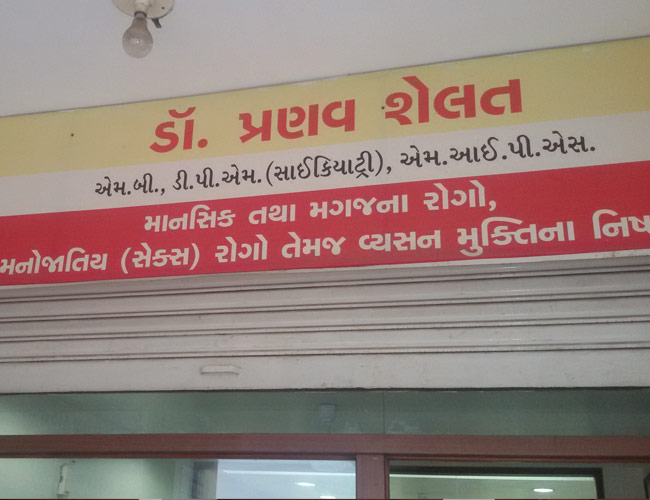 ડૉ. પ્રણવ શેલત
એમ.બી., ડી.પી.એમ.(સાઈકિયાટ્રી), એમ.આઈ.પી.એસ.
માનસિક તથા મગજના રોગો,
મનોજાતિય (સેક્સ) રોગો તેમજ વ્યસન મુક્તિના